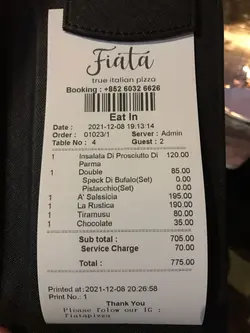 Fiata
true italian pizza
Booking : +852 6032 6626
Eat In
Date : 2021-12-08 19:13:14
Order : 01023/1 Server : Admin
Table No : 4 Guest : 2
1 Insalata Di Prosciutto Di Parma 120.00
1 Double 85.00
Speck Di Bufalo(Set) 0.00
Pistacchio(Set) 0.00
1 A' Salssicia 195.00
1 La Rustica 190.00
1 Tiramusu 80.00
1 Chocolate 35.00
Sub total : 705.00
Service Charge 70.00
Total : 775.00
Printed at: 2021-12-08 20:26:58
Print No.: 1
Thank You
Please folow our IG :
fiatapizza